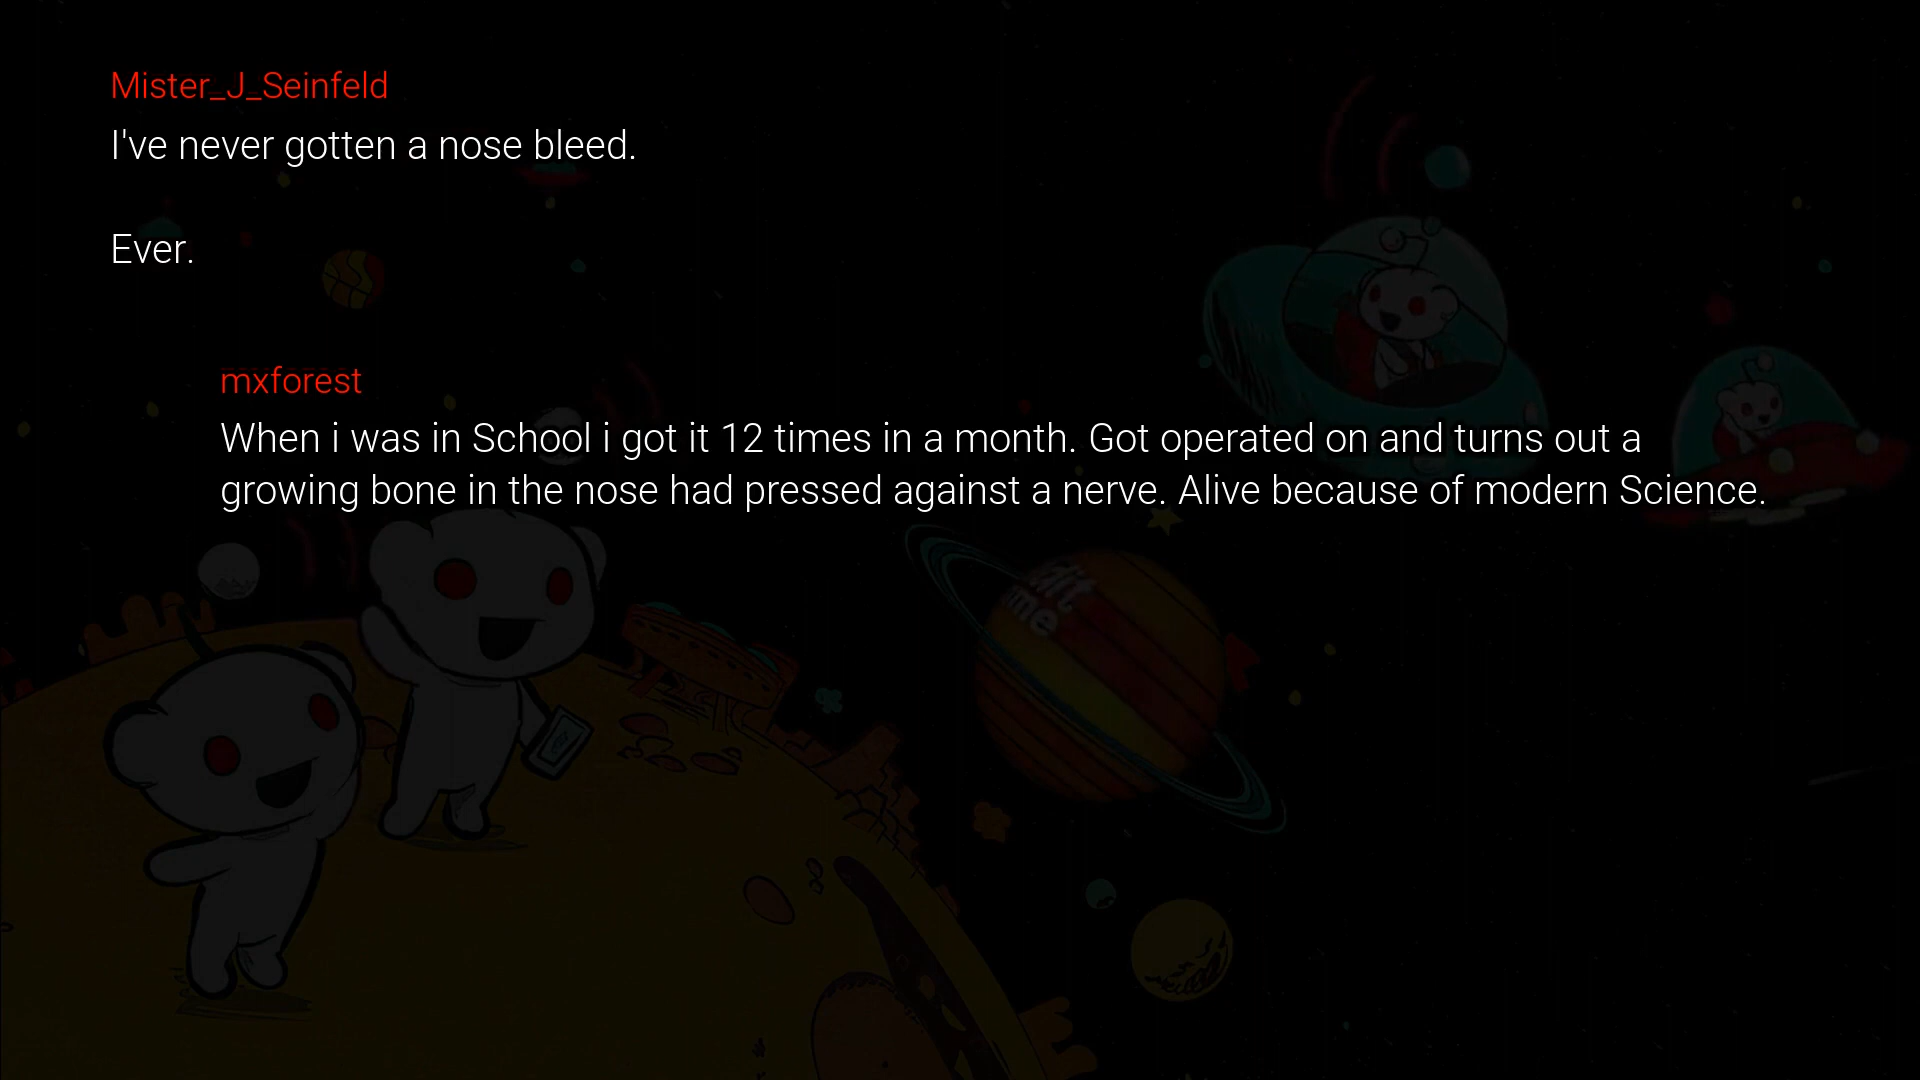 Mister_J_Seinfeld
I've never gotten a nose bleed.
Ever.
mxforest
When i was in School i got it 12 times in a month. Got operated on and turns out a
growing bone in the nose had pressed against a nerve. Alive because of modern Science.